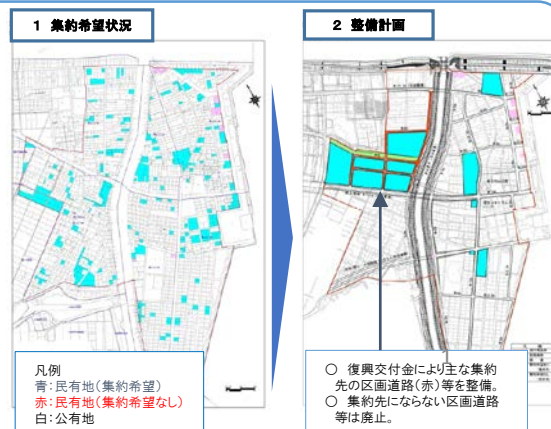 1 集約希望状況
2 整備計画
凡例
青:民有地(集約希望)
赤:民有地(集約希望なし)
白:公有地
○ 復興交付金により主な集約
先の区画道路(赤)等を整備。
○ 集約先にならない区画道路
等は廃止。